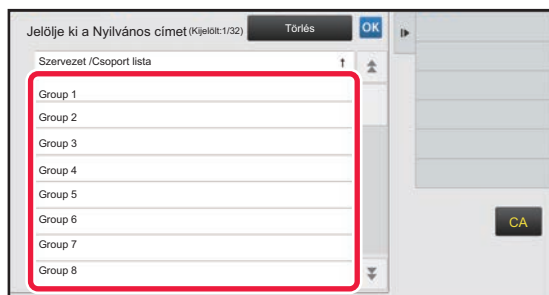 Jelölje ki a Nyilvános címet (Kijelölt:1/32) Törlés OK
Szervezet /Csoport lista ↑
Group 1
Group 2
Group 3
Group 4
Group 5
Group 6
CA
Group 7
Group 8